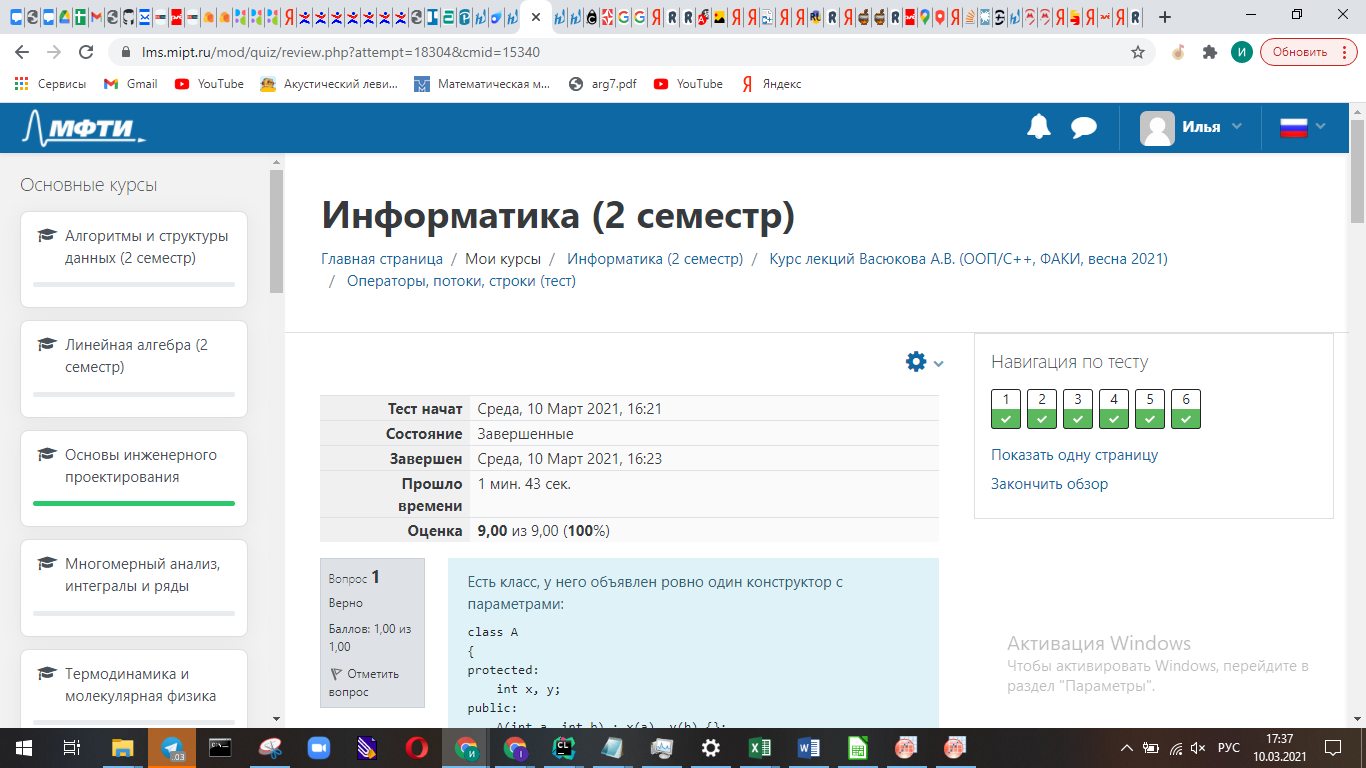 lms.mipt.ru/mod/quiz/review.php?attempt=18304&cmid=15340
И
Обновить
Сервисы
Gmail
YouTube
Акустический леви...
Математическая м...
arg7.pdf
YouTube
Яндекс
МФТИ
Илья
Основные курсы
Алгоритмы и структуры
данных (2 семестр)
Линейная алгебра (2
семестр)
Основы инженерного
проектирования
Многомерный анализ,
интегралы и ряды
Термодинамика и
молекулярная физика
Информатика (2 семестр)
Главная страница / Мои курсы / Информатика (2 семестр) / Курс лекций Васюкова А.В. (ООП/C++, ФАКИ, весна 2021)
/ Операторы, потоки, строки (тест)
Тест начат Среда, 10 Март 2021, 16:21
Состояние Завершенные
Завершен Среда, 10 Март 2021, 16:23
Прошло 1 мин. 43 сек.
времени
Оценка 9,00 из 9,00 (100%)
Вопрос 1
Верно
Баллов: 1,00 из
1,00
Отметить
вопрос
Есть класс, у него объявлен ровно один конструктор с
параметрами:
class A
{
protected:
int x, y;
public:
A(int a, int b) : x(a), y(b) {};
Навигация по тесту
1 2 3 4 5 6
Показать одну страницу
Закончить обзор
Активация Windows
Чтобы активировать Windows, перейдите в
раздел "Параметры".
РУС
17:37
10.03.2021